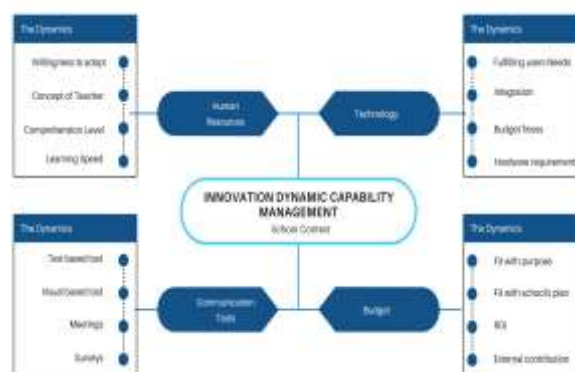 The Dynamics
Willingness to adapt
Concept of Teacher
Comprehension Level
Learning Speed
Human
Resources
Technology
The Dynamics
Fulfilling users Needs
Integration
Budget fitness
Hardware requirement
INNOVATION DYNAMIC CAPABILITY
MANAGEMENT
School Context
The Dynamics
Text based tool
Visual based tool
Meetings
Surveys
Communication
Tools
Budget
The Dynamics
Fit with purpose
Fit with school's plan
ROI
External contribution